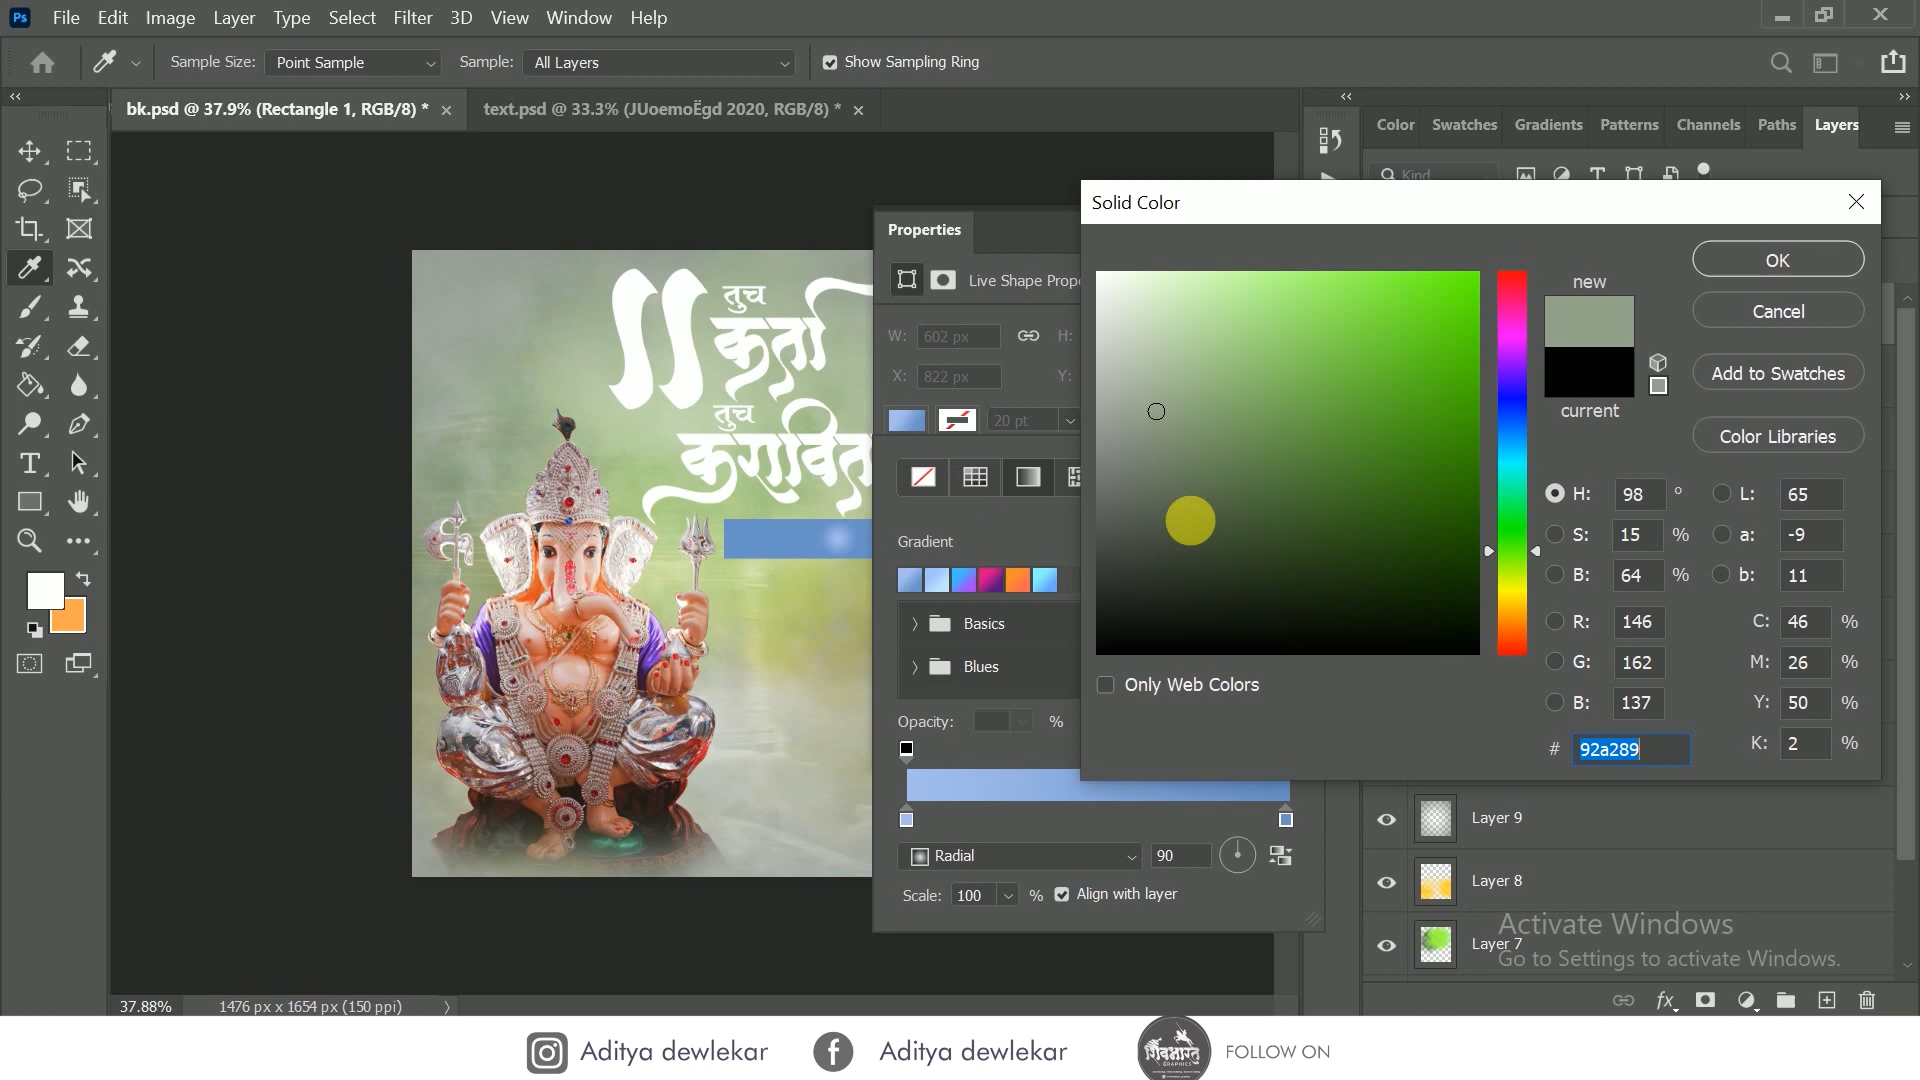 Ps File Edit Image Layer Type Select Filter 3D View Window Help
Sample Size: Point Sample Sample: All Layers Show Sampling Ring
bk.psd @ 37.9% (Rectangle 1, RGB/8) * × text.psd @ 33.3% (JUoemoËgd 2020, RGB/8) * ×
Color Swatches Gradients Patterns Channels Paths Layers
Kind
Solid Color
Properties
Live Shape Prope
OK
new
Cancel
W: 602 px H:
X: 822 px Y:
20 pt
Add to Swatches
current
Color Libraries
तुच
कर्ता
तुच
H: 98 ° L: 65
S: 15 % a: -9
B: 64 % b: 11
R: 146 C: 46 %
G: 162 M: 26 %
B: 137 Y: 50 %
# 92a289 K: 2 %
Only Web Colors
Gradient
Basics
Blues
Opacity: %
Radial 90
Scale: 100 % Align with layer
Layer 9
Layer 8
Layer 7
Activate Windows
Go to Settings to activate Windows.
37.88% 1476 px x 1654 px (150 ppi)
Aditya dewlekar Aditya dewlekar शिवभारत GRAPHICS FOLLOW ON